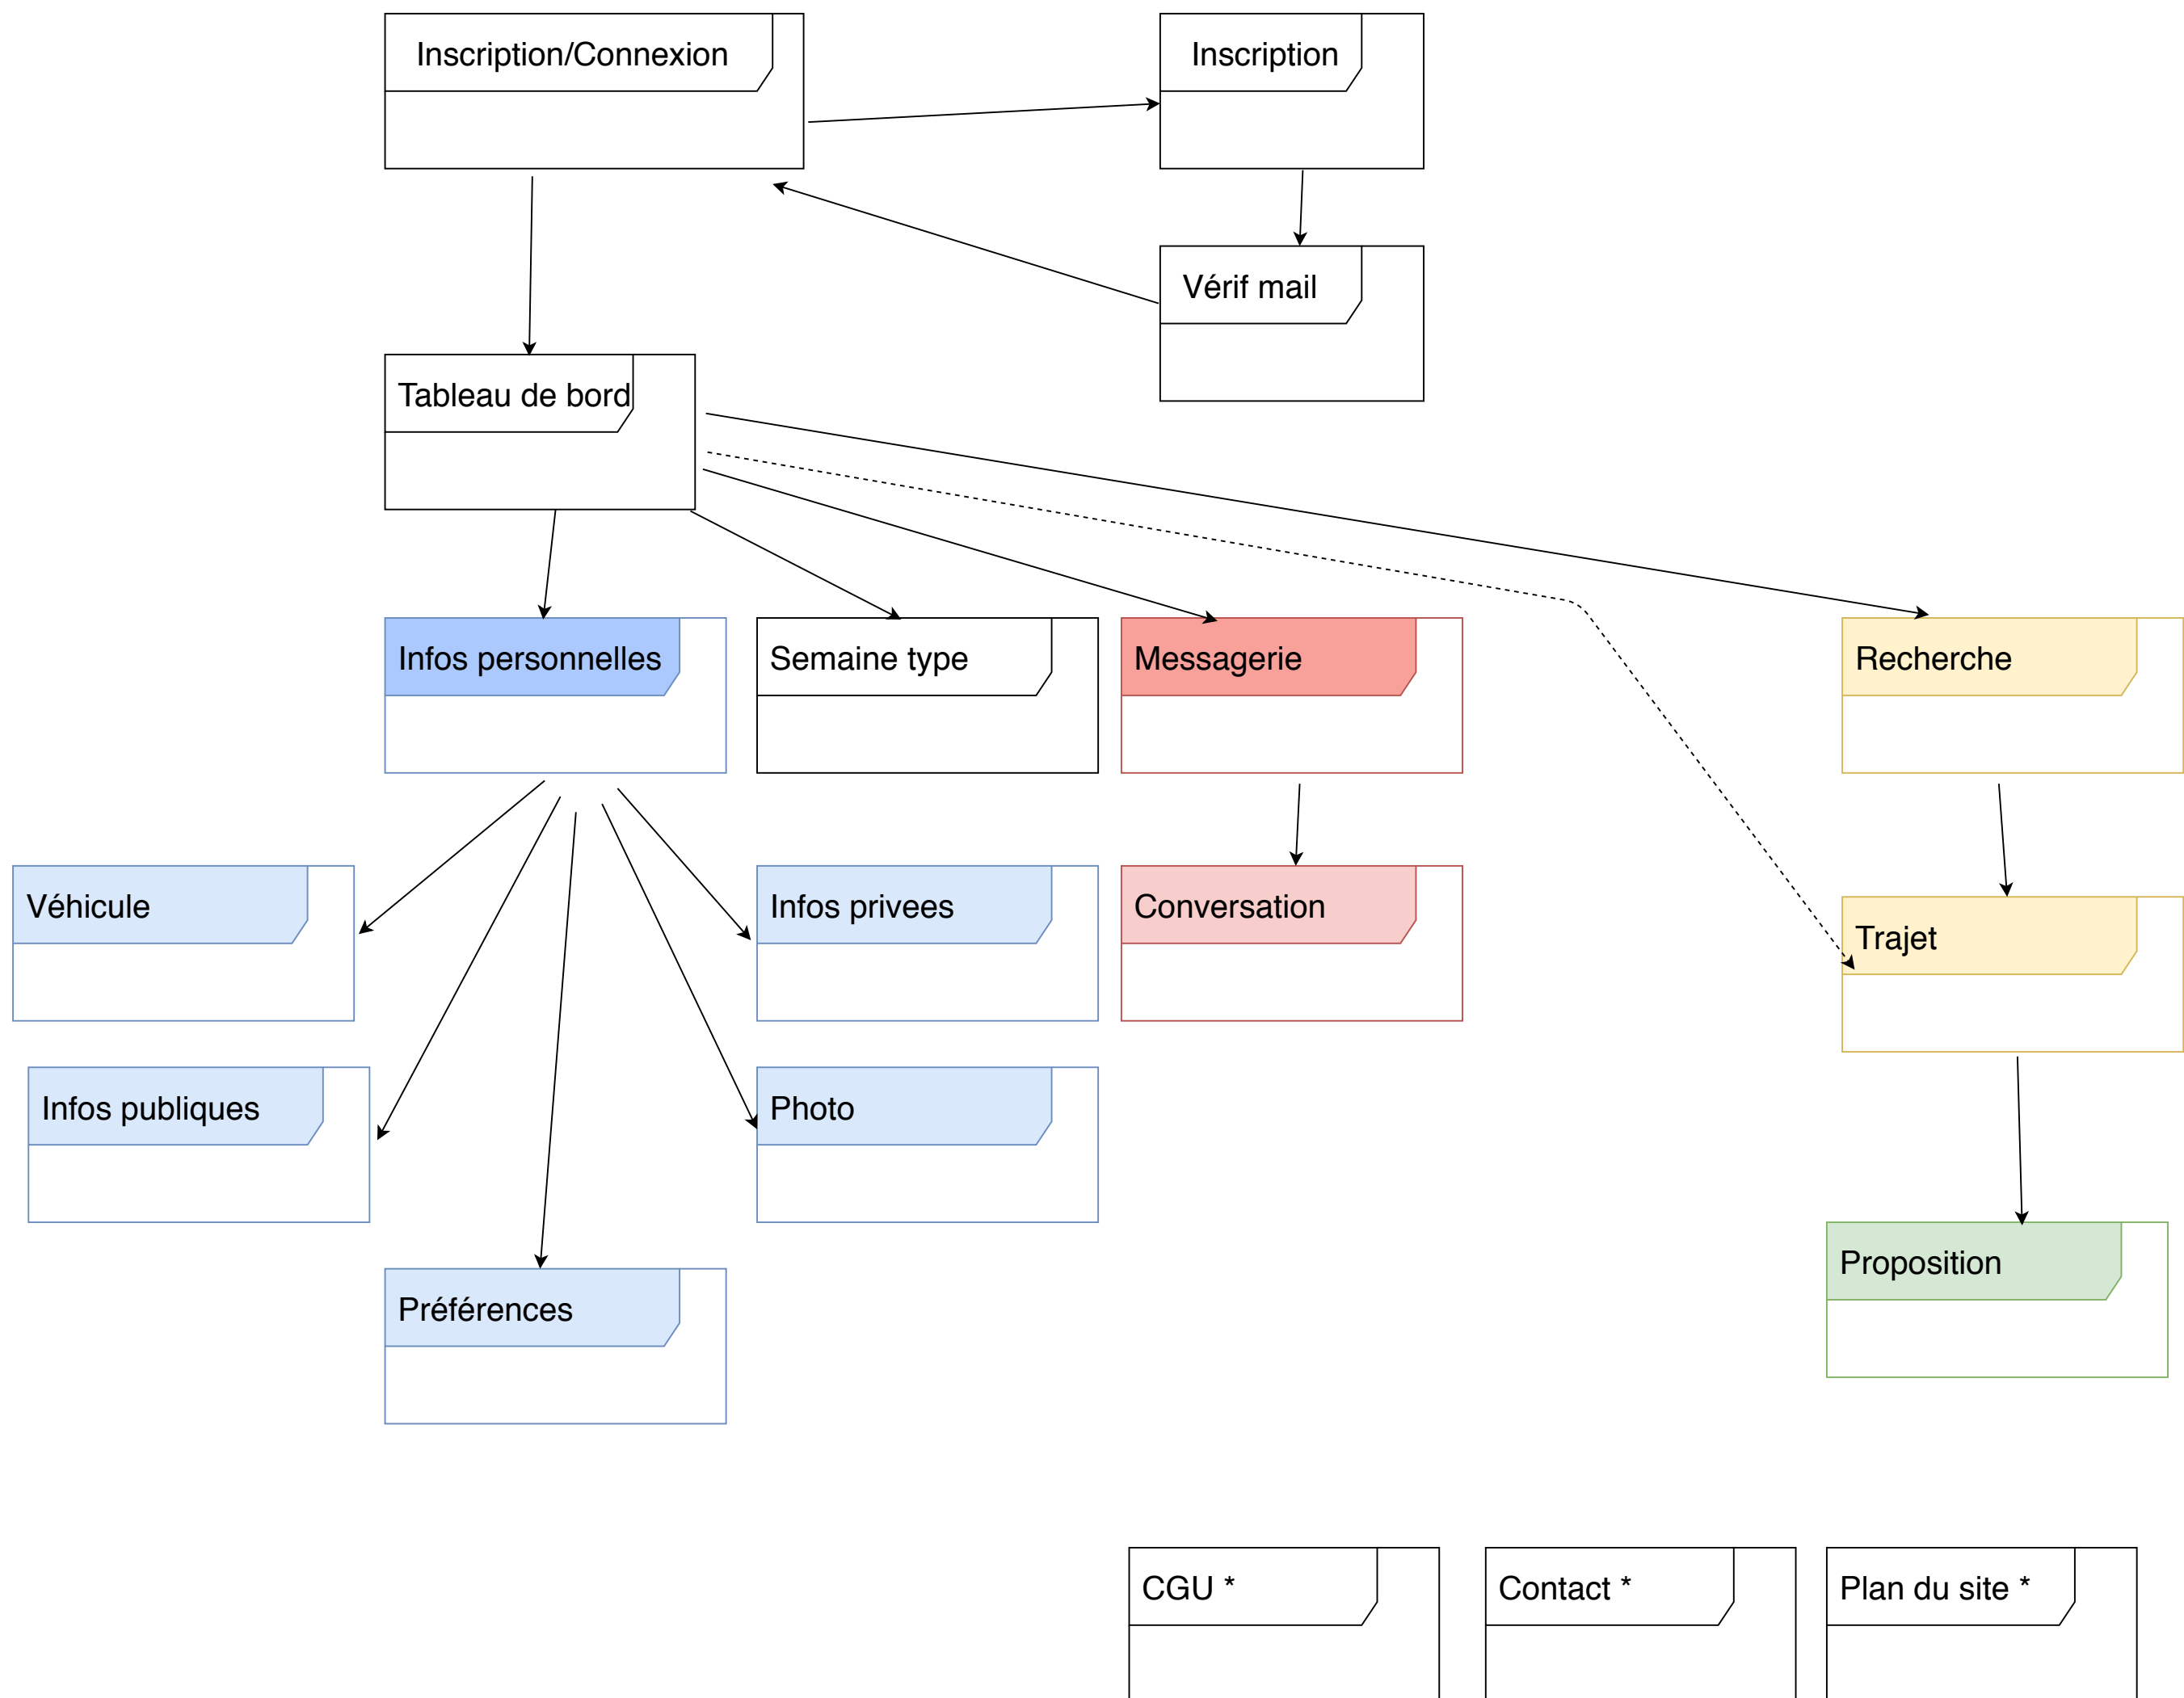 Inscription/Connexion
Inscription
Vérif mail
Tableau de bord
Infos personnelles
Semaine type
Messagerie
Recherche
Véhicule
Infos privees
Conversation
Trajet
Infos publiques
Photo
Proposition
Préférences
CGU *
Contact *
Plan du site *